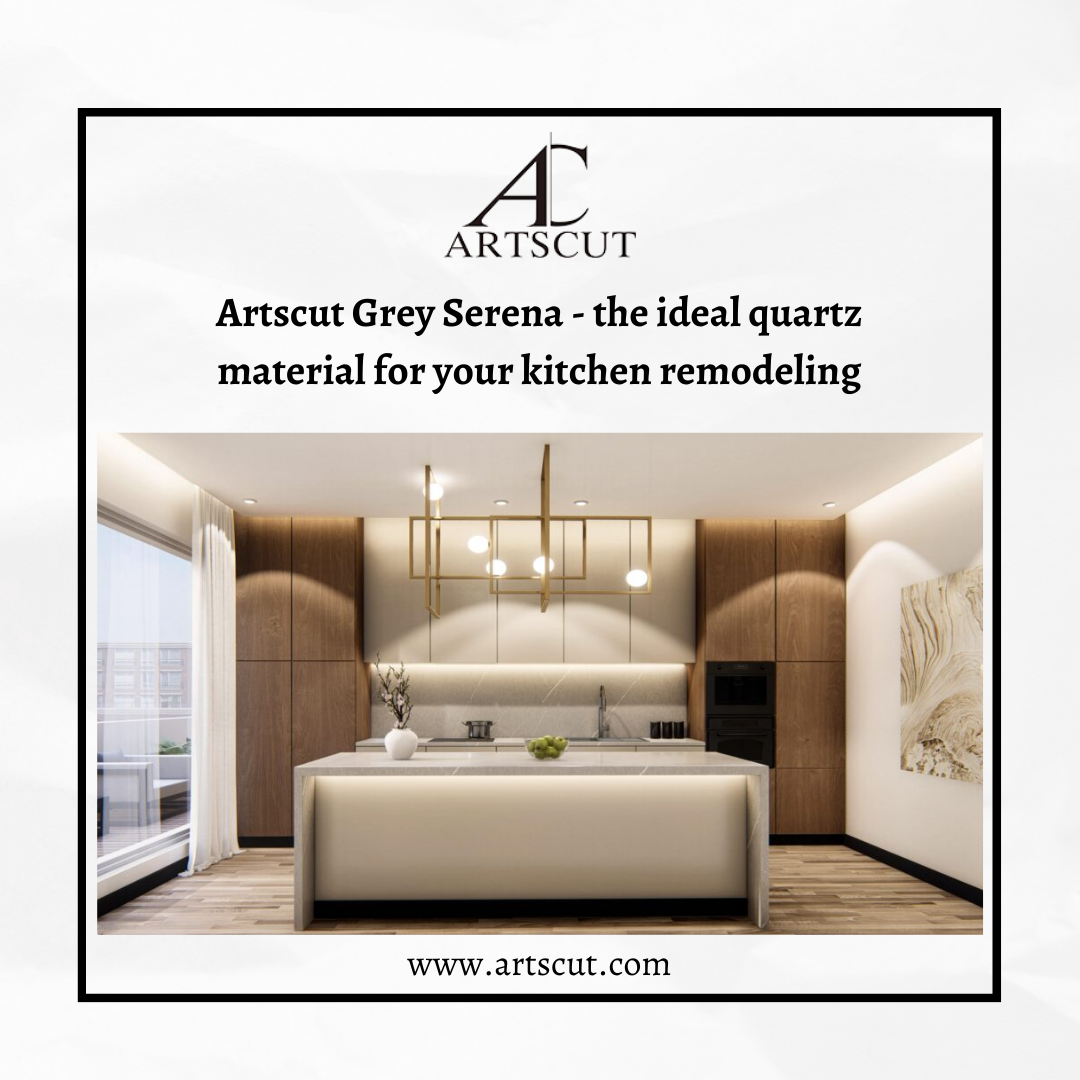 AC
ARTSCUT
Artscut Grey Serena - the ideal quartz
material for your kitchen remodeling
www.artscut.com